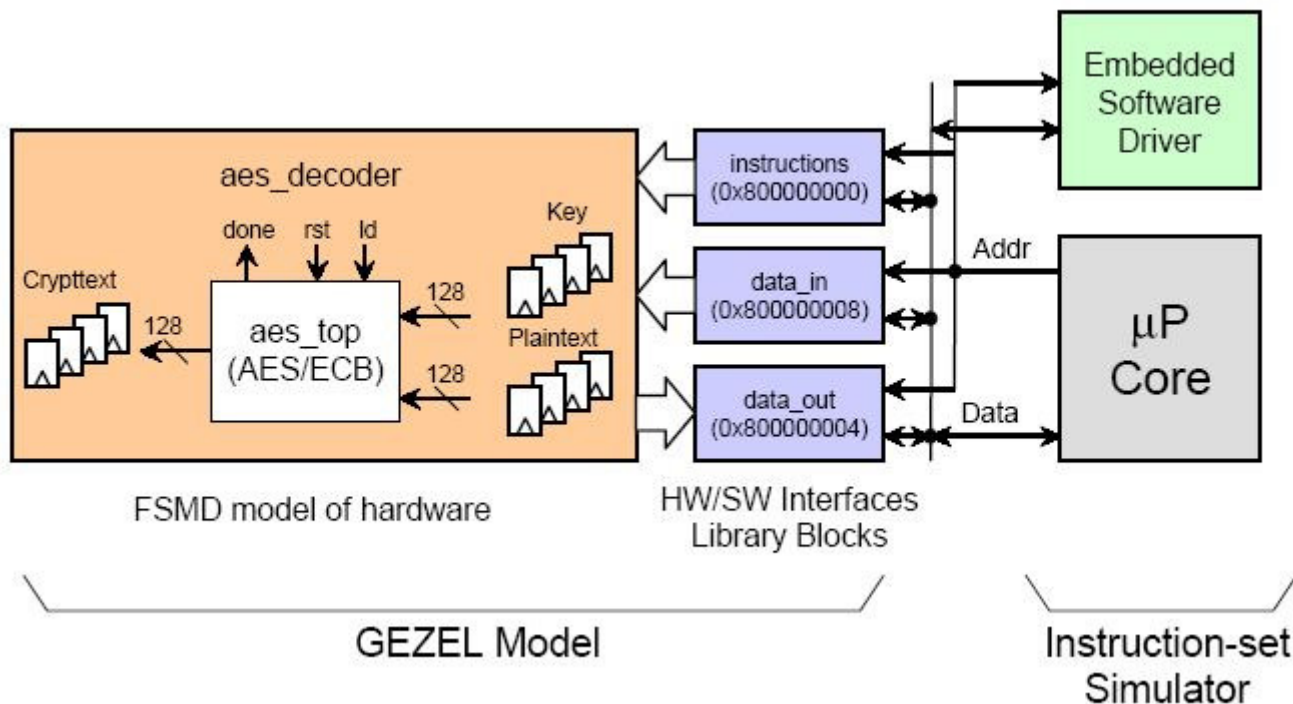 Embedded
Software
Driver
aes_decoder
instructions
(0x800000000)
Key
done rst ld
Crypttext
128
128
aes_top
(AES/ECB)
Plaintext
128
data_in
(0x800000008)
Addr
data_out
(0x800000004)
Data
μP
Core
FSMD model of hardware
HW/SW Interfaces
Library Blocks
GEZEL Model
Instruction-set
Simulator